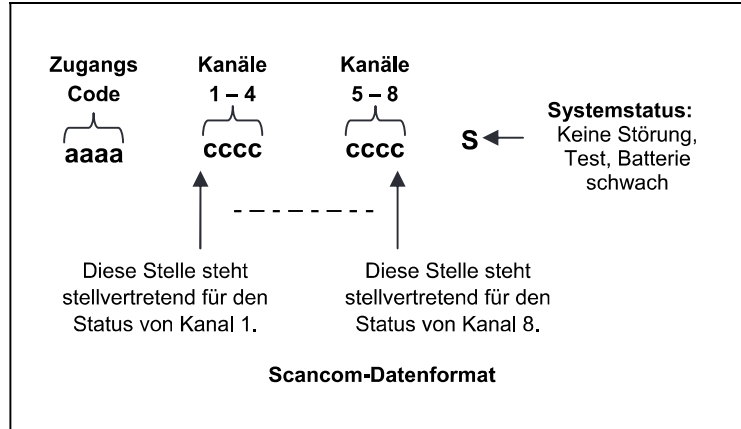 Zugangs Code
aaaa
Kanäle 1 – 4
cccc
Kanäle 5 – 8
cccc
S
Systemstatus:
Keine Störung,
Test, Batterie
schwach
Diese Stelle steht
stellvertretend für den
Status von Kanal 1.
Diese Stelle steht
stellvertretend für den
Status von Kanal 8.
Scancom-Datenformat